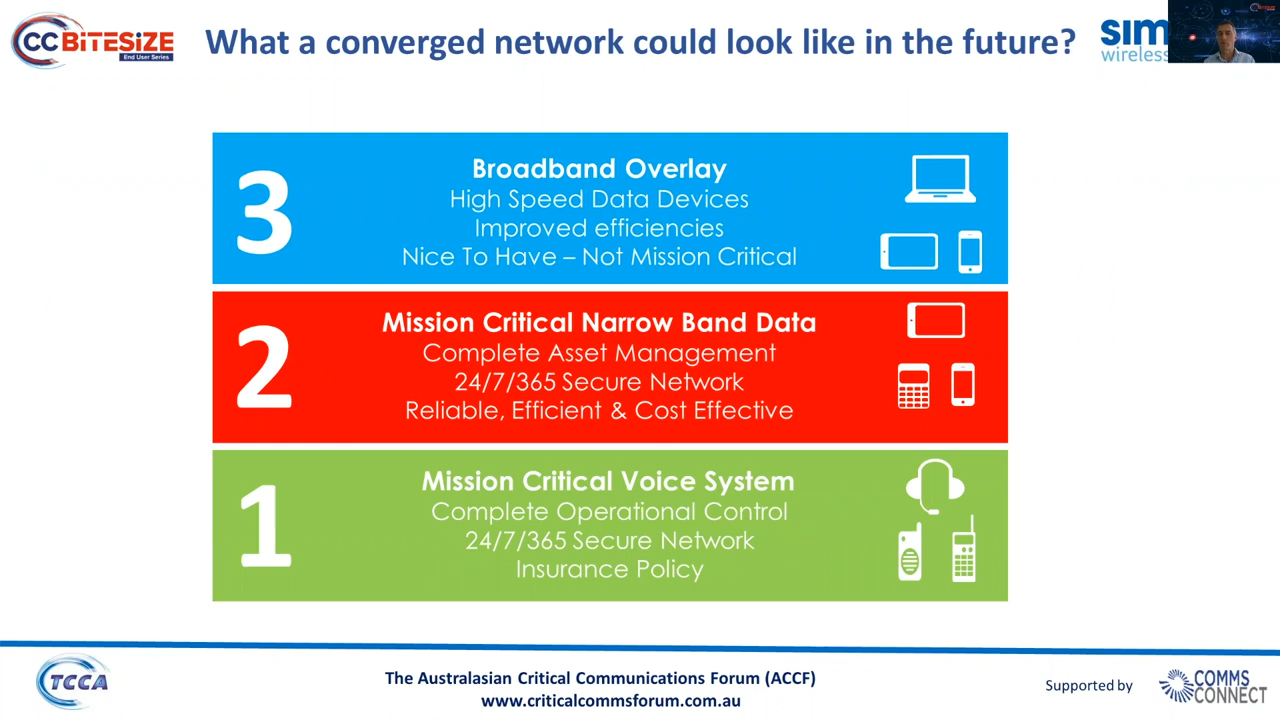 CC BiTESiZE
End User Series
What a converged network could look like in the future?
sim
wireless
3
Broadband Overlay
High Speed Data Devices
Improved efficiencies
Nice To Have – Not Mission Critical
2
Mission Critical Narrow Band Data
Complete Asset Management
24/7/365 Secure Network
Reliable, Efficient & Cost Effective
1
Mission Critical Voice System
Complete Operational Control
24/7/365 Secure Network
Insurance Policy
TCCA
The Australasian Critical Communications Forum (ACCF)
www.criticalcommsforum.com.au
Supported by
COMMS
CONNECT